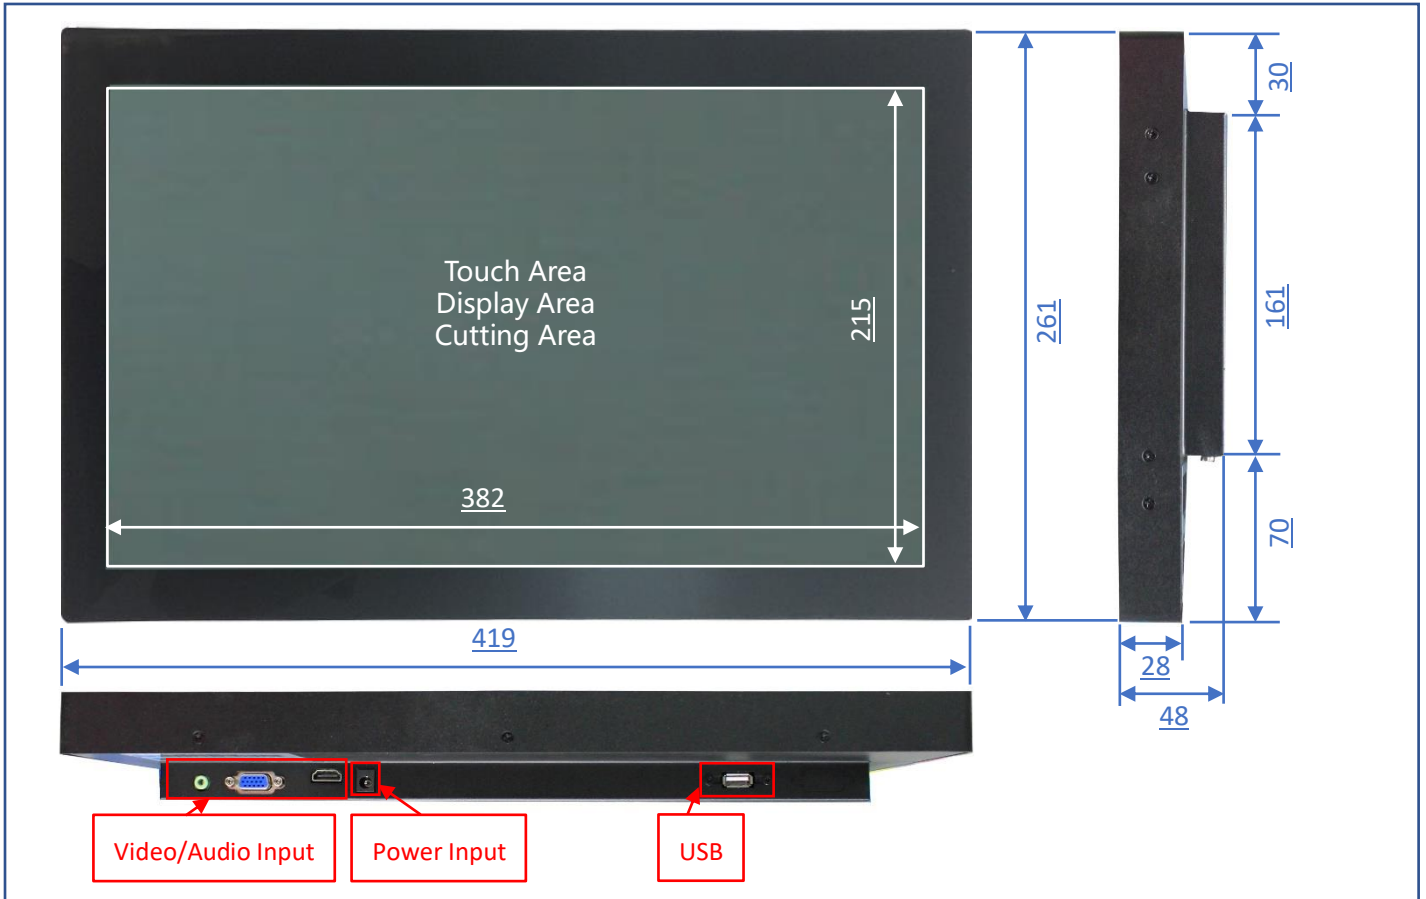 Touch Area
Display Area
Cutting Area
215
382
261
419
30
161
70
28
48
Video/Audio Input
Power Input
USB